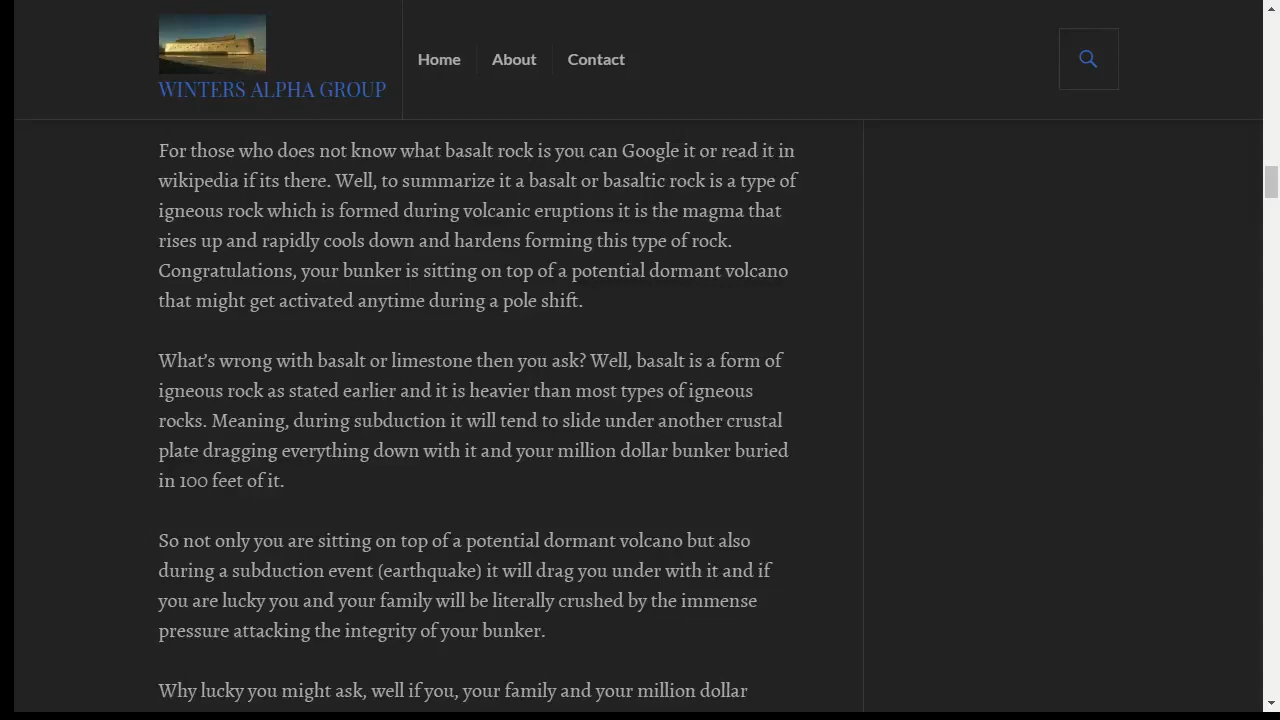 WINTERS ALPHA GROUP
Home
About
Contact
For those who does not know what basalt rock is you can Google it or read it in
wikipedia if its there. Well, to summarize it a basalt or basaltic rock is a type of
igneous rock which is formed during volcanic eruptions it is the magma that
rises up and rapidly cools down and hardens forming this type of rock.
Congratulations, your bunker is sitting on top of a potential dormant volcano
that might get activated anytime during a pole shift.
What's wrong with basalt or limestone then you ask? Well, basalt is a form of
igneous rock as stated earlier and it is heavier than most types of igneous
rocks. Meaning, during subduction it will tend to slide under another crustal
plate dragging everything down with it and your million dollar bunker buried
in 100 feet of it.
So not only you are sitting on top of a potential dormant volcano but also
during a subduction event (earthquake) it will drag you under with it and if
you are lucky you and your family will be literally crushed by the immense
pressure attacking the integrity of your bunker.
Why lucky you might ask, well if you, your family and your million dollar